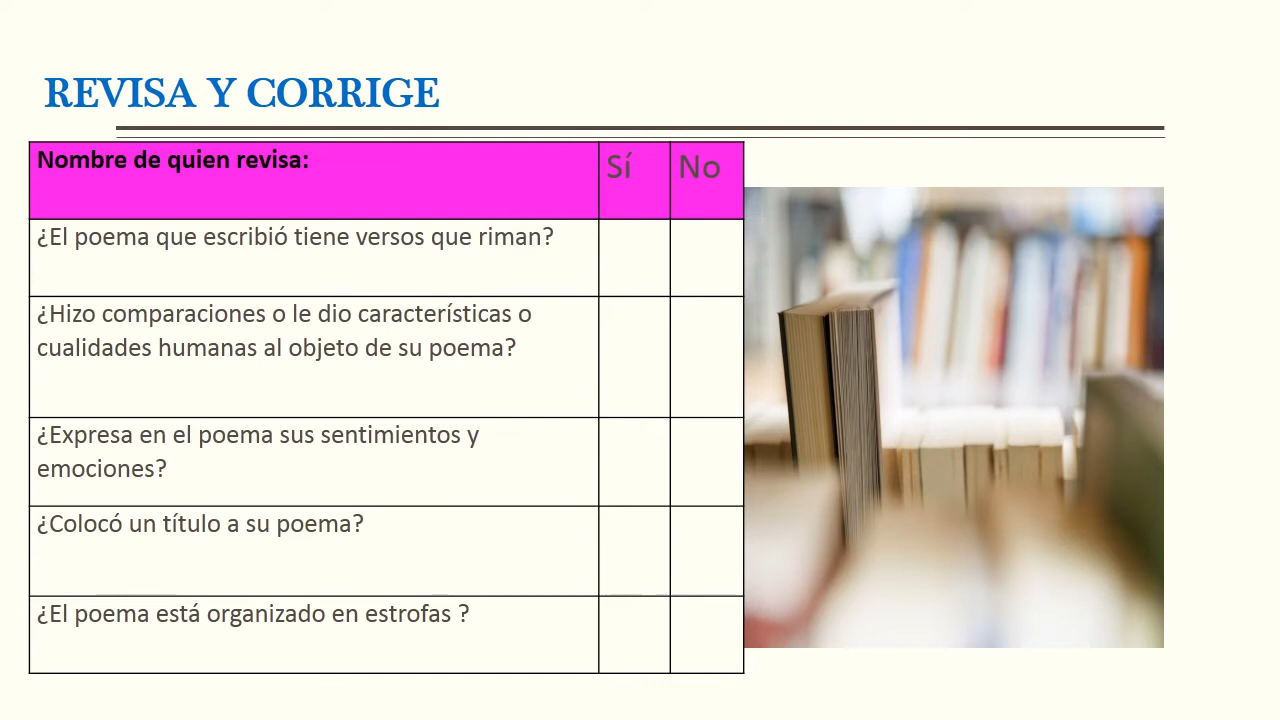 REVISA Y CORRIGE
Nombre de quien revisa:
Sí
No
¿El poema que escribió tiene versos que riman?
¿Hizo comparaciones o le dio características o
cualidades humanas al objeto de su poema?
¿Expresa en el poema sus sentimientos y
emociones?
¿Colocó un título a su poema?
¿El poema está organizado en estrofas ?